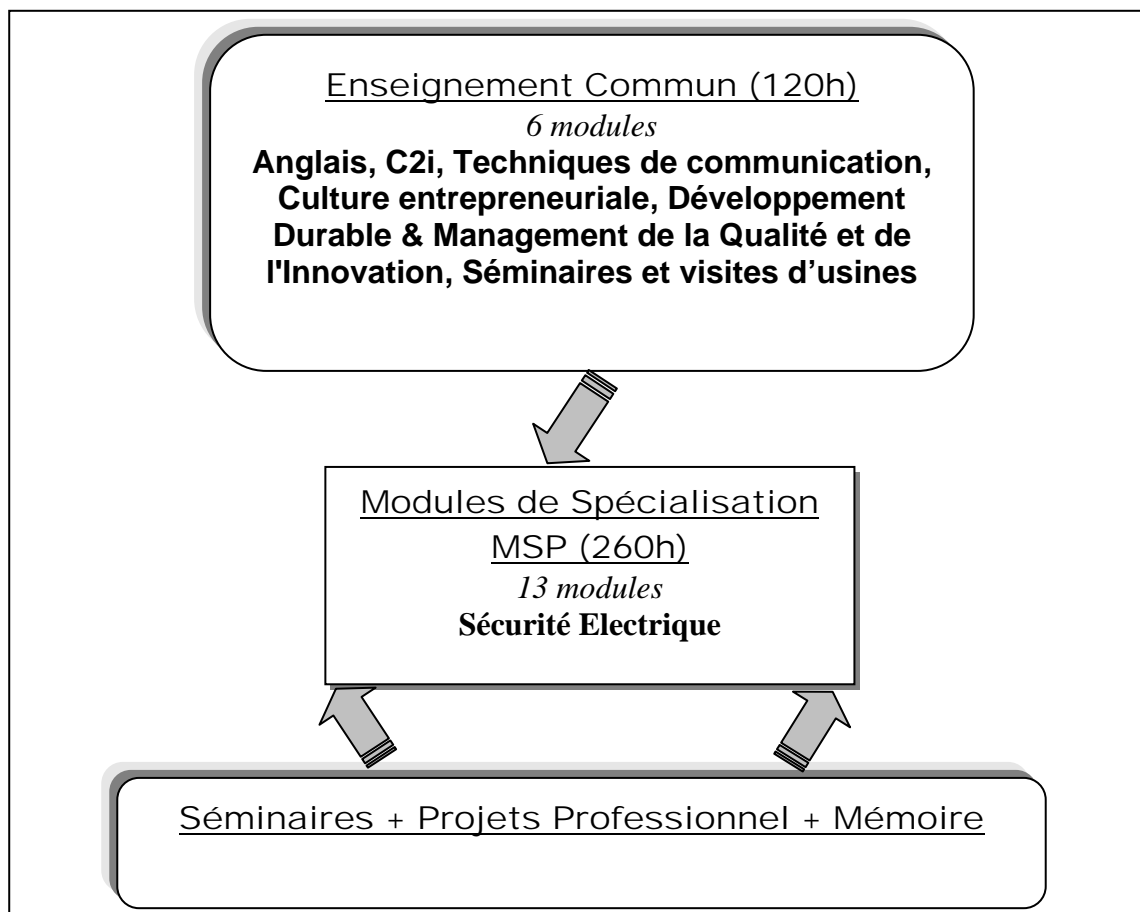 Enseignement Commun (120h)
6 modules
Anglais, C2i, Techniques de communication,
Culture entrepreneuriale, Développement
Durable & Management de la Qualité et de
l'Innovation, Séminaires et visites d’usines
Modules de Spécialisation
MSP (260h)
13 modules
Sécurité Electrique
Séminaires + Projets Professionnel + Mémoire